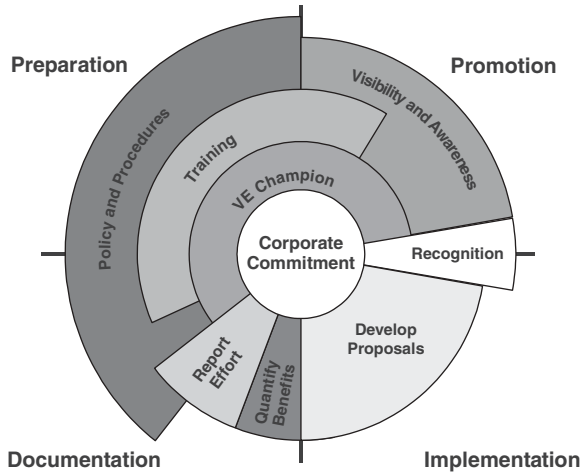 Preparation
Promotion
Visibility and Awareness
Policy and Procedures
Training
VE Champion
Corporate
Commitment
Recognition
Develop
Proposals
Report
Effort
Quantify
Benefits
Documentation
Implementation